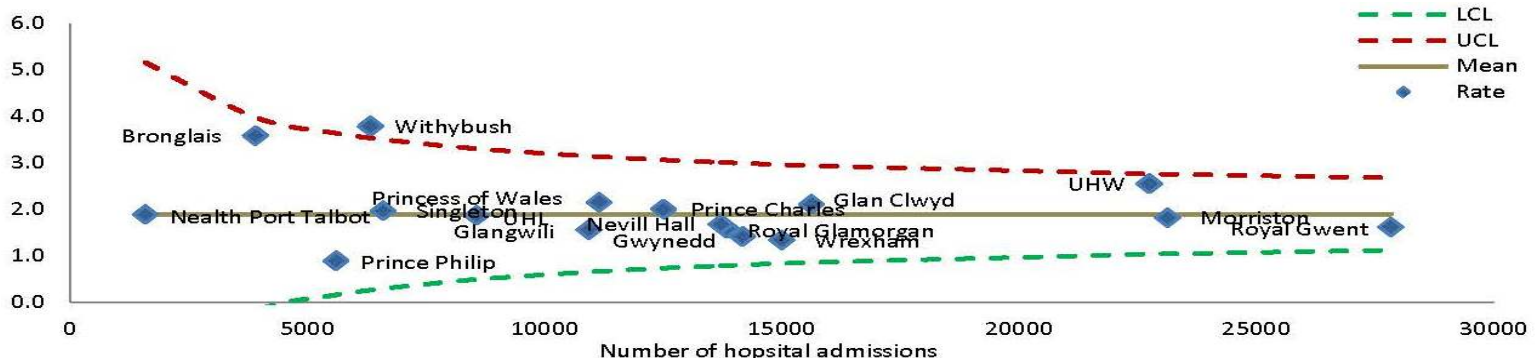 6.0
LCL
UCL
5.0
Mean
Rate
4.0
Withybush
Bronglais
3.0
UHW
Princess of Wales
Glan Clwyd
2.0
Nealth Port Talbot
Singleton
UHL
Prince Charles
Morriston
Glangwili
Nevill Hall
Royal Glamorgan
Royal Gwent
Gwynedd
Wrexham
1.0
Prince Philip
0.0
0 5000 10000 15000 20000 25000 30000
Number of hopsital admissions